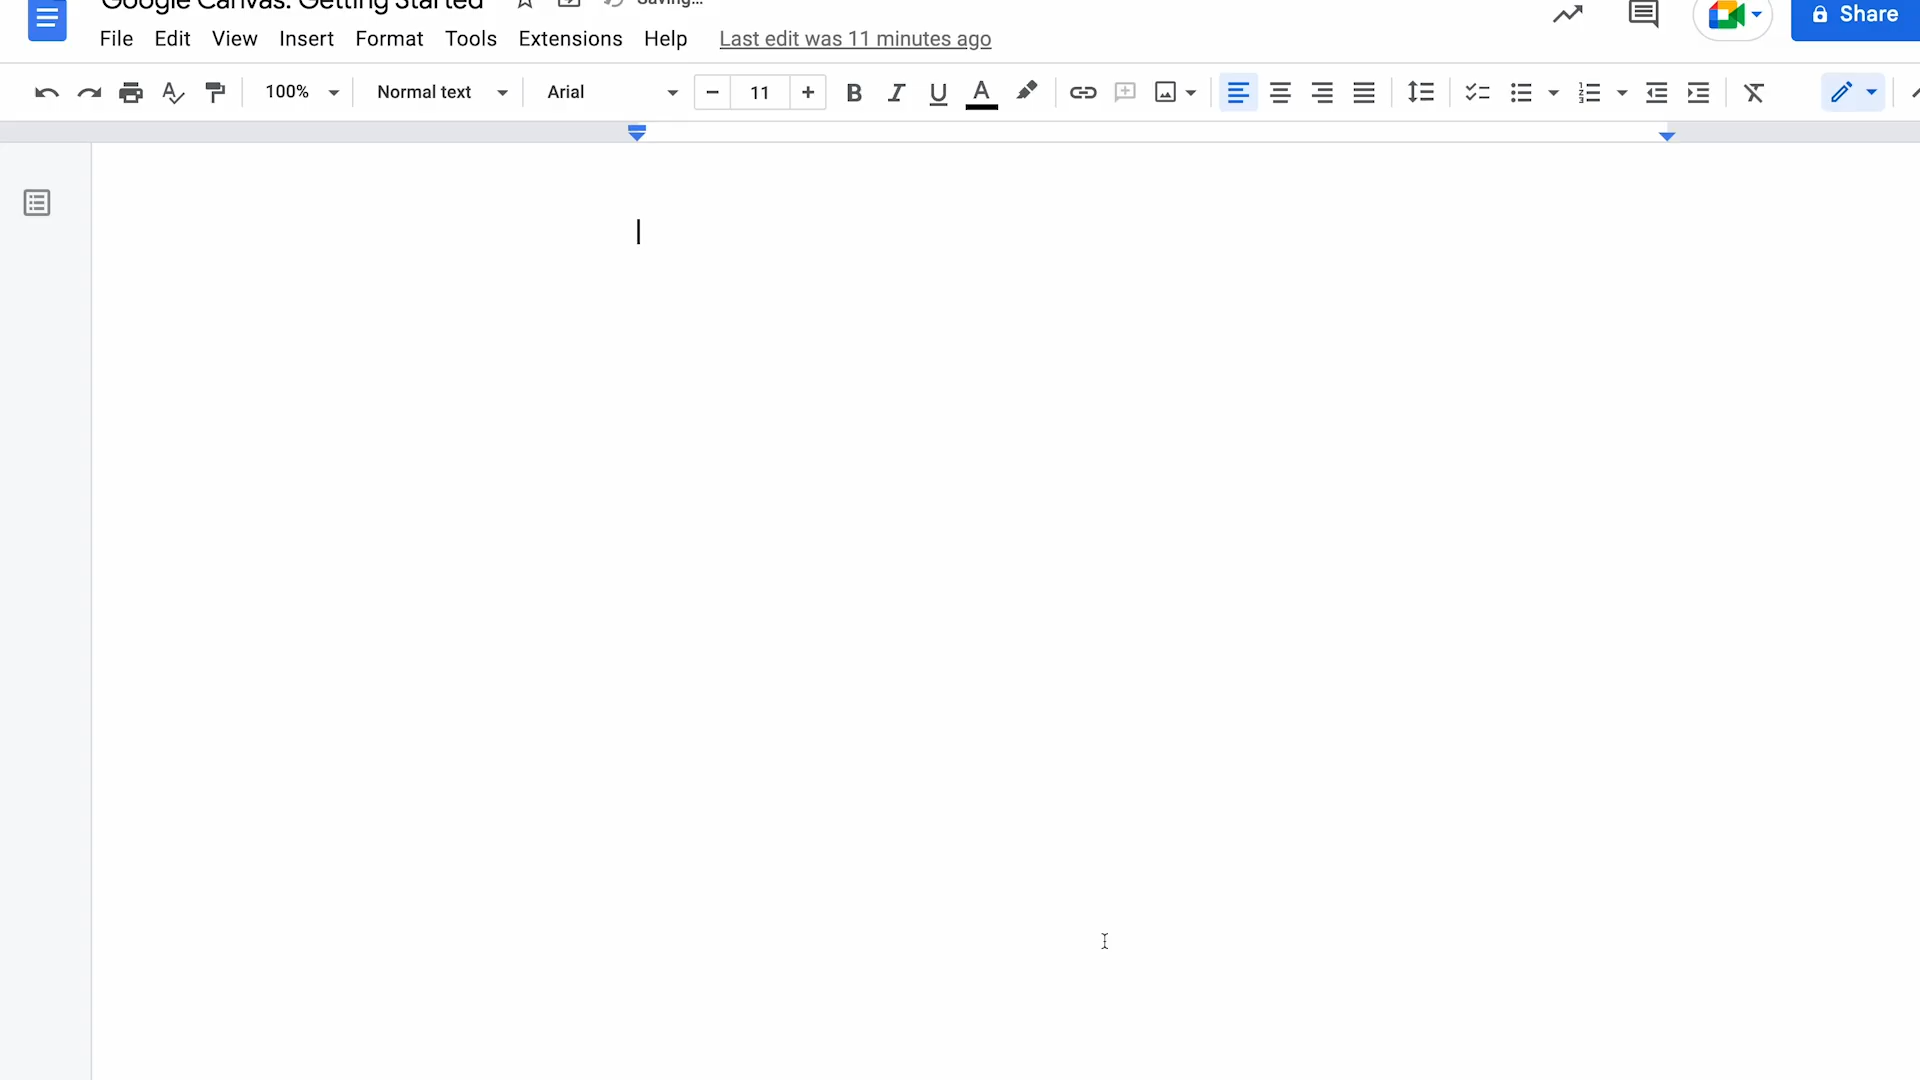 Google Canvas: Getting Started Saving...
File Edit View Insert Format Tools Extensions Help Last edit was 11 minutes ago
Share
100% Normal text Arial 11